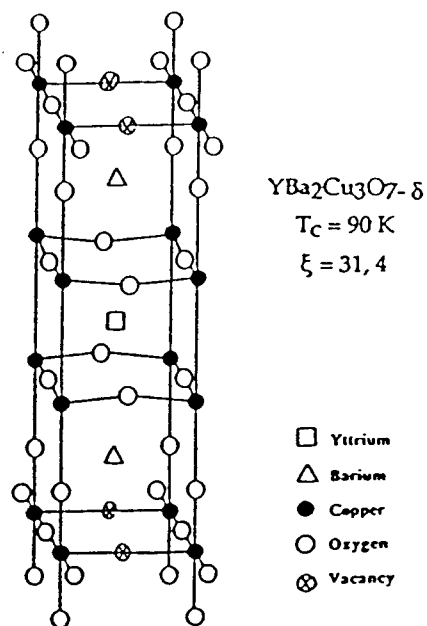 YBa2Cu3O7- δ
Tc = 90 K
ξ = 31, 4
Yttrium
Barium
Copper
Oxygen
Vacancy